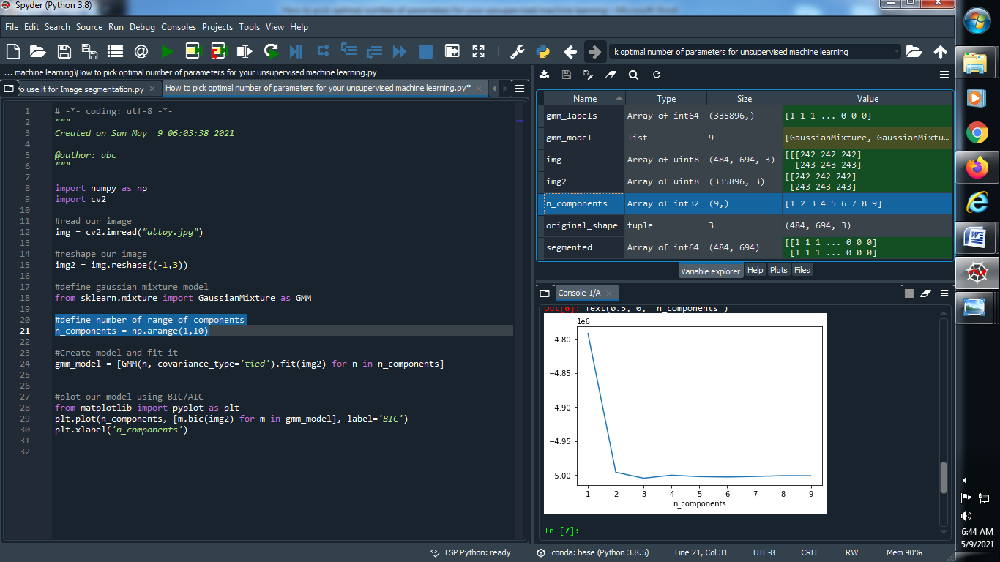 How to pick optimal number of parameters for your unsupervised machine learning - Microsoft Word
Spyder (Python 3.8)
File Edit Search Source Run Debug Consoles Projects Tools View Help
k optimal number of parameters for unsupervised machine learning
... machine learning\How to pick optimal number of parameters for your unsupervised machine learning.py
o use it for Image segmentation.py
How to pick optimal number of parameters for your unsupervised machine learning.py*
1 # -*- coding: utf-8 -*-
2 """
3 Created on Sun May  9 06:03:38 2021
4
5 @author: abc
6 """
7
8 import numpy as np
9 import cv2
10
11 #read our image
12 img = cv2.imread("alloy.jpg")
13
14 #reshape our image
15 img2 = img.reshape((-1,3))
16
17 #define gaussian mixture model
18 from sklearn.mixture import GaussianMixture as GMM
19
20 #define number of range of components
21 n_components = np.arange(1,10)
22
23 #Create model and fit it
24 gmm_model = [GMM(n, covariance_type='tied').fit(img2) for n in n_components]
25
26
27 #plot our model using BIC/AIC
28 from matplotlib import pyplot as plt
29 plt.plot(n_components, [m.bic(img2) for m in gmm_model], label='BIC')
30 plt.xlabel('n_components')
31
32
Name Type Size Value
gmm_labels Array of int64 (335896,) [1 1 1 ... 0 0 0]
gmm_model list 9 [GaussianMixture, GaussianMixtu...
img Array of uint8 (484, 694, 3) [[[242 242 242]
[243 243 243]
img2 Array of uint8 (335896, 3) [[242 242 242]
[243 243 243]
n_components Array of int32 (9,) [1 2 3 4 5 6 7 8 9]
original_shape tuple 3 (484, 694, 3)
segmented Array of int64 (484, 694) [[1 1 1 ... 0 0 0]
[1 1 1 ... 0 0 0]
Variable explorer Help Plots Files
Console 1/A
Out[6]: Text(0.5, 0, 'n_components')
1e6
−4.80
−4.85
−4.90
−4.95
−5.00
1 2 3 4 5 6 7 8 9
n_components
In [7]:
LSP Python: ready conda: base (Python 3.8.5) Line 21, Col 31 UTF-8 CRLF RW Mem 90%
6:44 AM
5/9/2021